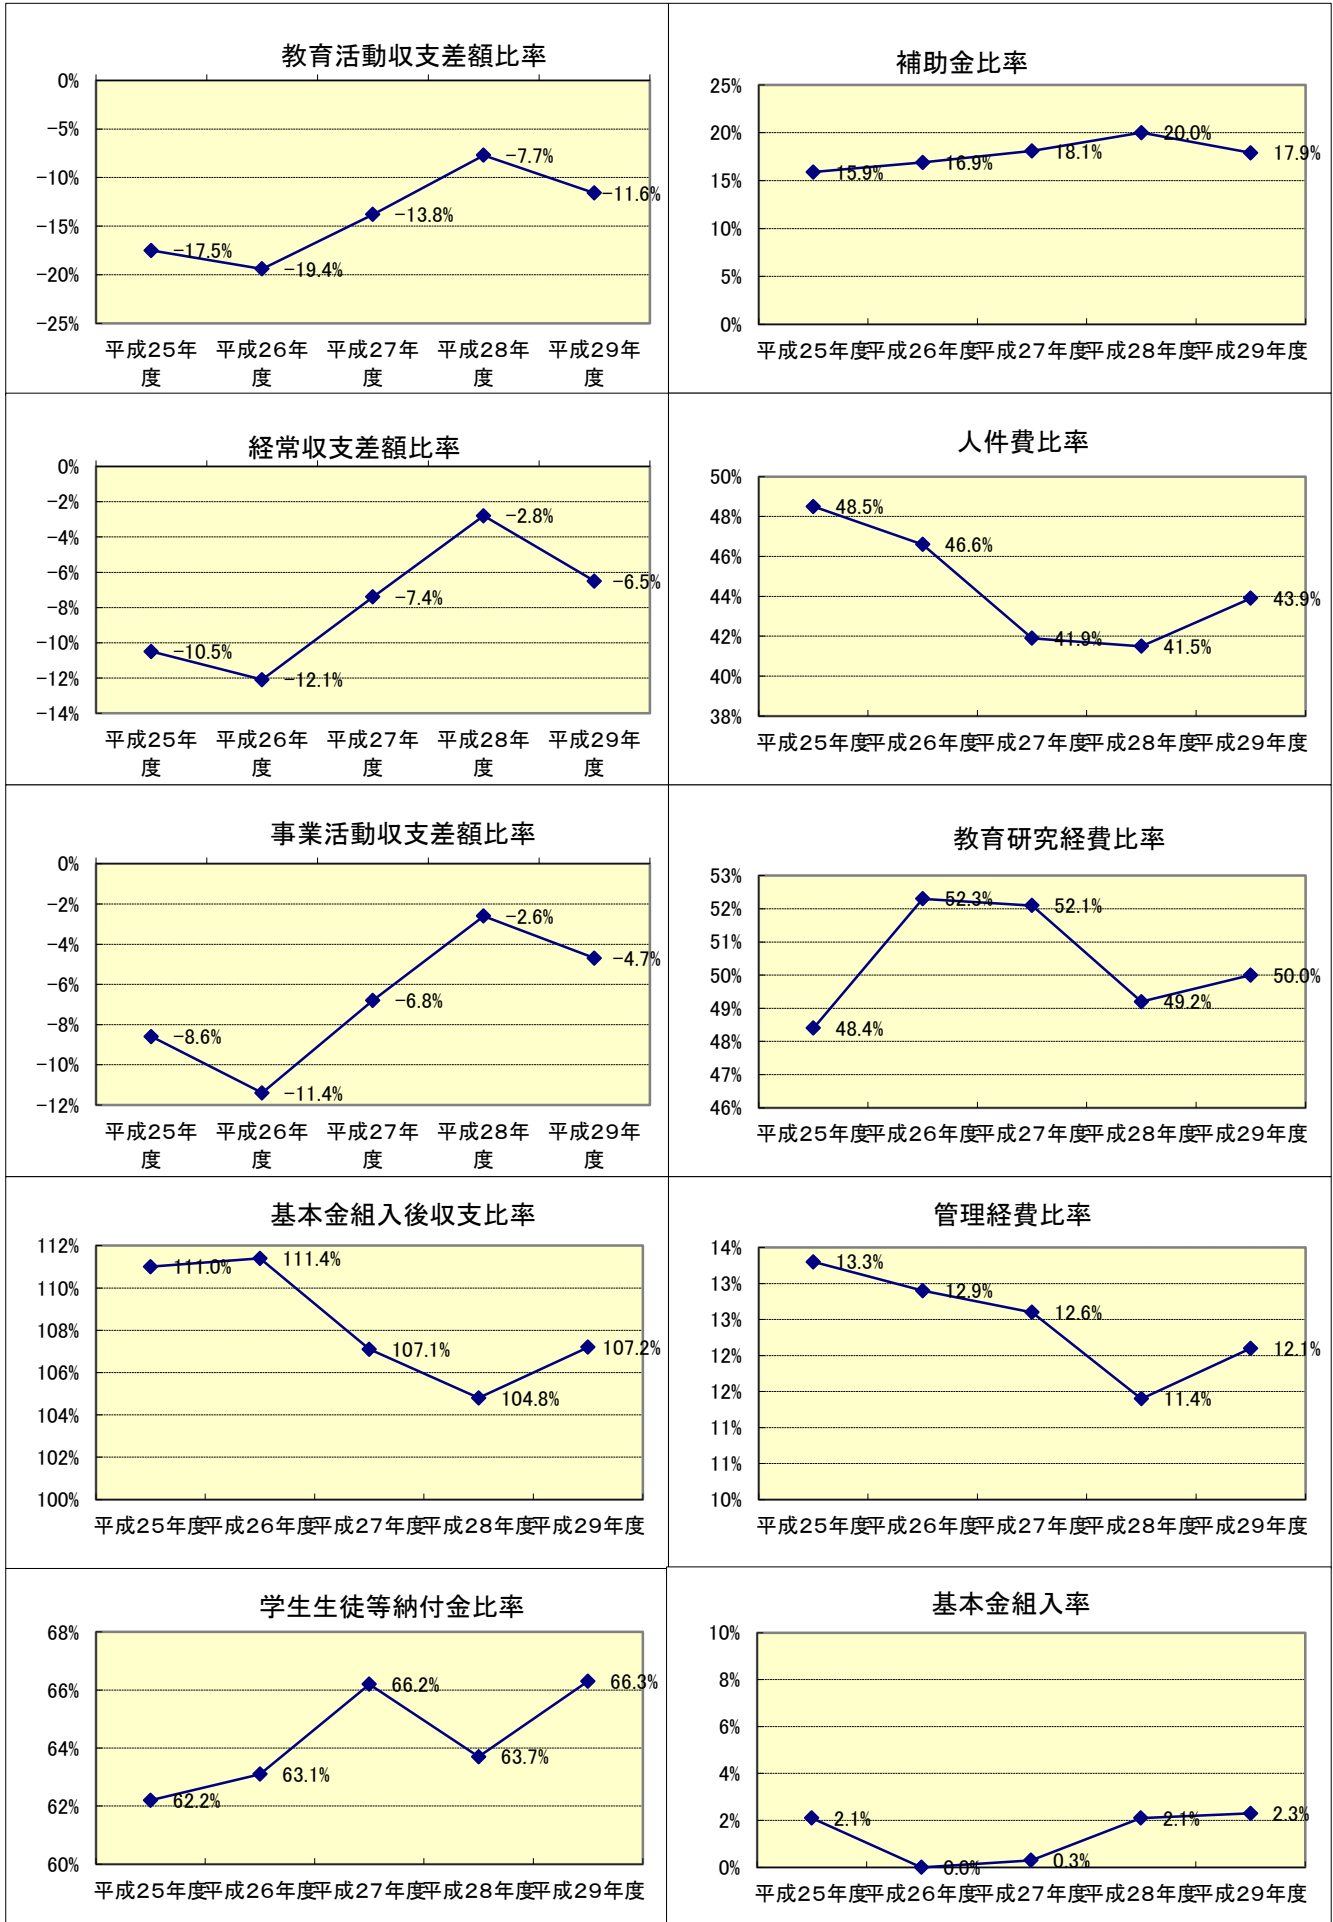 教育活動収支差額比率
0%
−5%
−10%
−15%
−20%
−25%
−17.5%
−19.4%
−13.8%
−7.7%
−11.6%
平成25年度
平成26年度
平成27年度
平成28年度
平成29年度
補助金比率
25%
20%
15%
10%
5%
0%
15.9%
16.9%
18.1%
20.0%
17.9%
平成25年度
平成26年度
平成27年度
平成28年度
平成29年度
経常収支差額比率
0%
−2%
−4%
−6%
−8%
−10%
−12%
−14%
−10.5%
−12.1%
−7.4%
−2.8%
−6.5%
平成25年度
平成26年度
平成27年度
平成28年度
平成29年度
人件費比率
50%
48%
46%
44%
42%
40%
38%
48.5%
46.6%
41.9%
41.5%
43.9%
平成25年度
平成26年度
平成27年度
平成28年度
平成29年度
事業活動収支差額比率
0%
−2%
−4%
−6%
−8%
−10%
−12%
−8.6%
−11.4%
−6.8%
−2.6%
−4.7%
平成25年度
平成26年度
平成27年度
平成28年度
平成29年度
教育研究経費比率
53%
52%
51%
50%
49%
48%
47%
46%
48.4%
52.3%
52.1%
49.2%
50.0%
平成25年度
平成26年度
平成27年度
平成28年度
平成29年度
基本金組入後収支比率
112%
110%
108%
106%
104%
102%
100%
111.0%
111.4%
107.1%
104.8%
107.2%
平成25年度
平成26年度
平成27年度
平成28年度
平成29年度
管理経費比率
14%
13%
13%
12%
12%
11%
11%
10%
13.3%
12.9%
12.6%
11.4%
12.1%
平成25年度
平成26年度
平成27年度
平成28年度
平成29年度
学生生徒等納付金比率
68%
66%
64%
62%
60%
62.2%
63.1%
66.2%
63.7%
66.3%
平成25年度
平成26年度
平成27年度
平成28年度
平成29年度
基本金組入率
10%
8%
6%
4%
2%
0%
2.1%
0.0%
0.3%
2.1%
2.3%
平成25年度
平成26年度
平成27年度
平成28年度
平成29年度